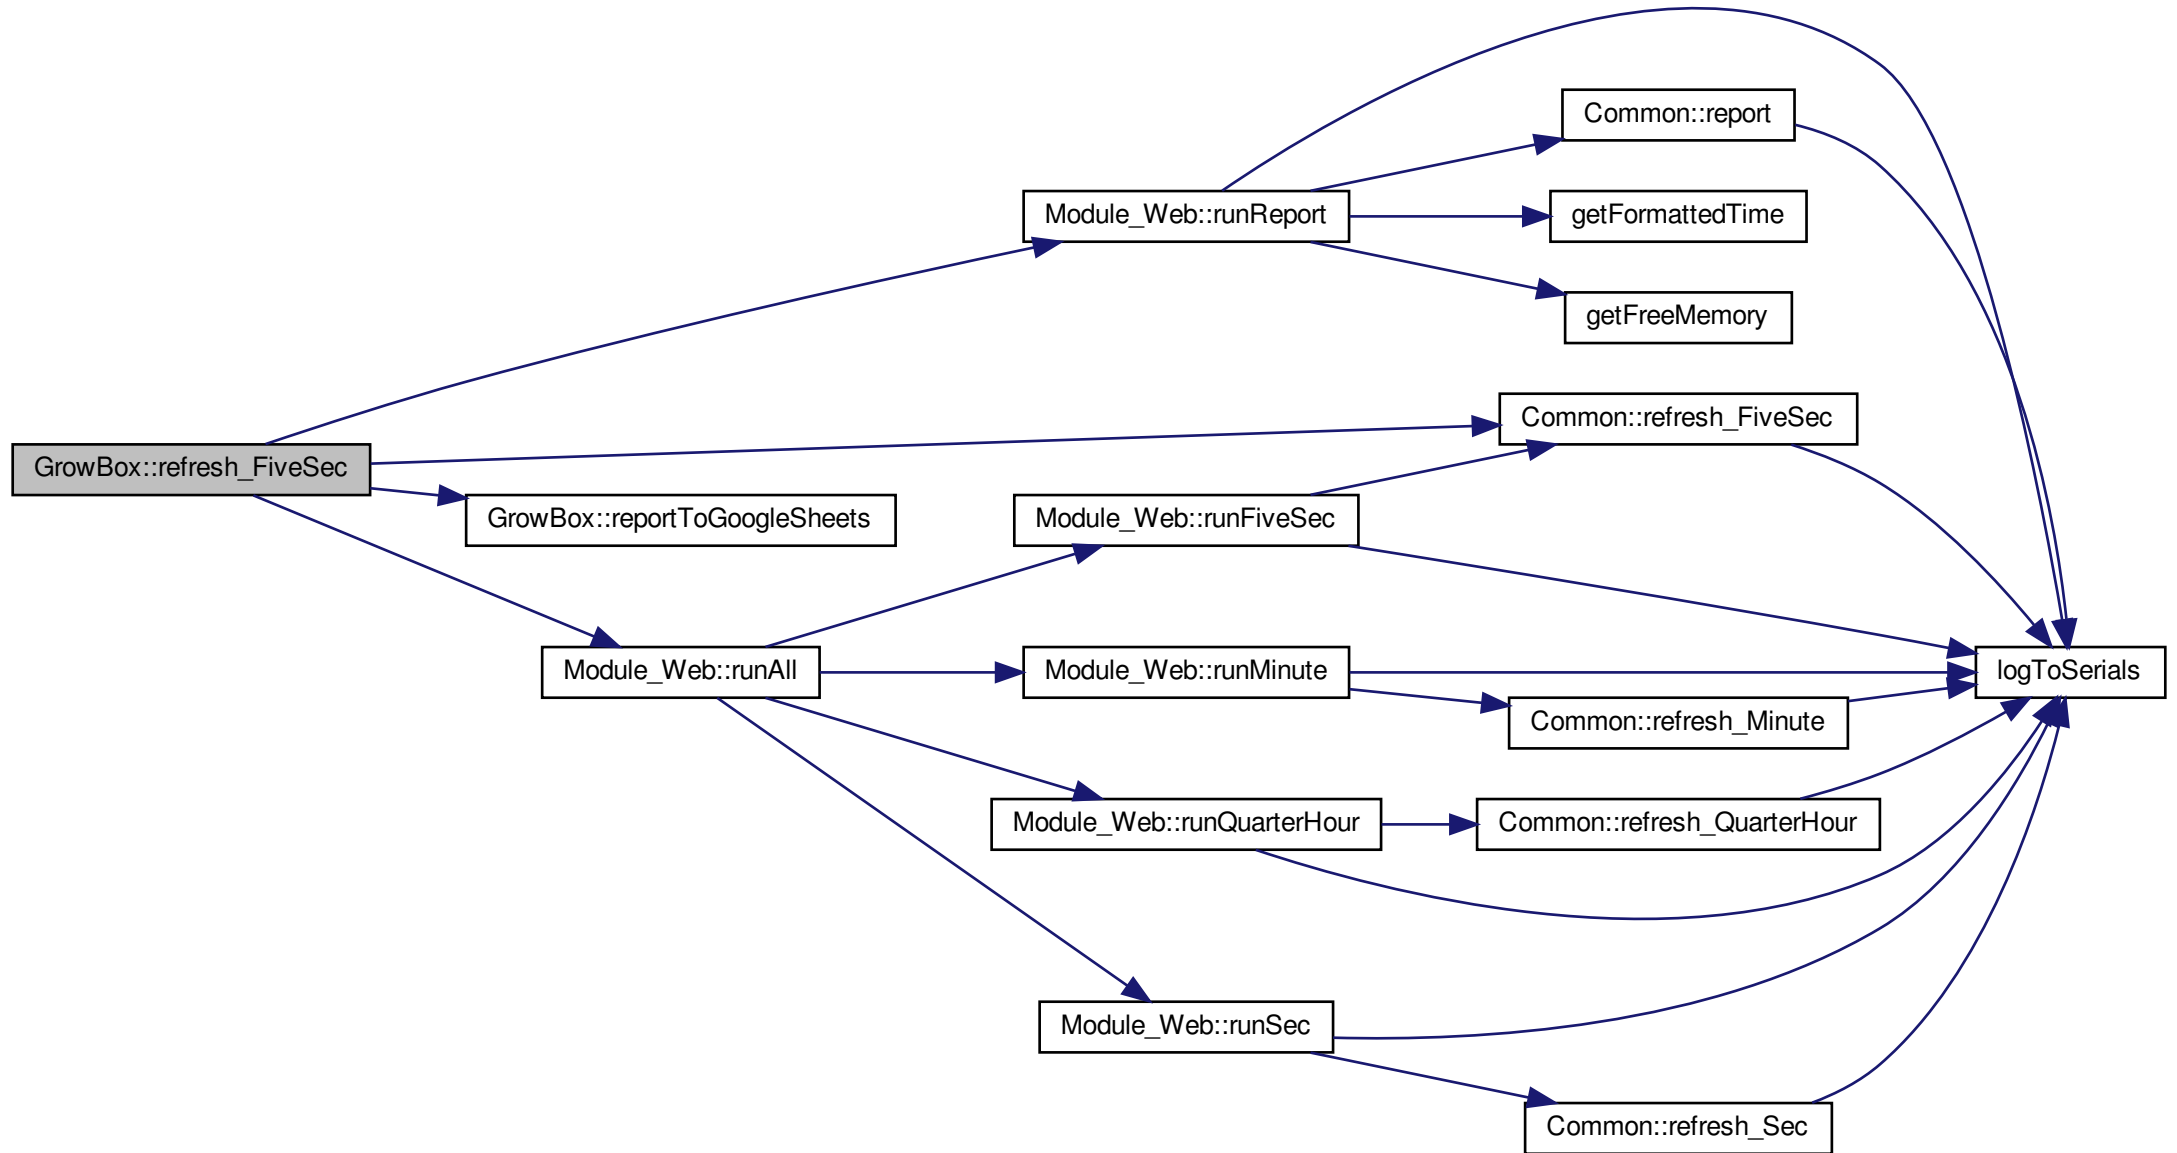 Common::report
Module_Web::runReport
getFormattedTime
getFreeMemory
Common::refresh_FiveSec
GrowBox::refresh_FiveSec
GrowBox::reportToGoogleSheets
Module_Web::runFiveSec
Module_Web::runAll
Module_Web::runMinute
logToSerials
Common::refresh_Minute
Module_Web::runQuarterHour
Common::refresh_QuarterHour
Module_Web::runSec
Common::refresh_Sec